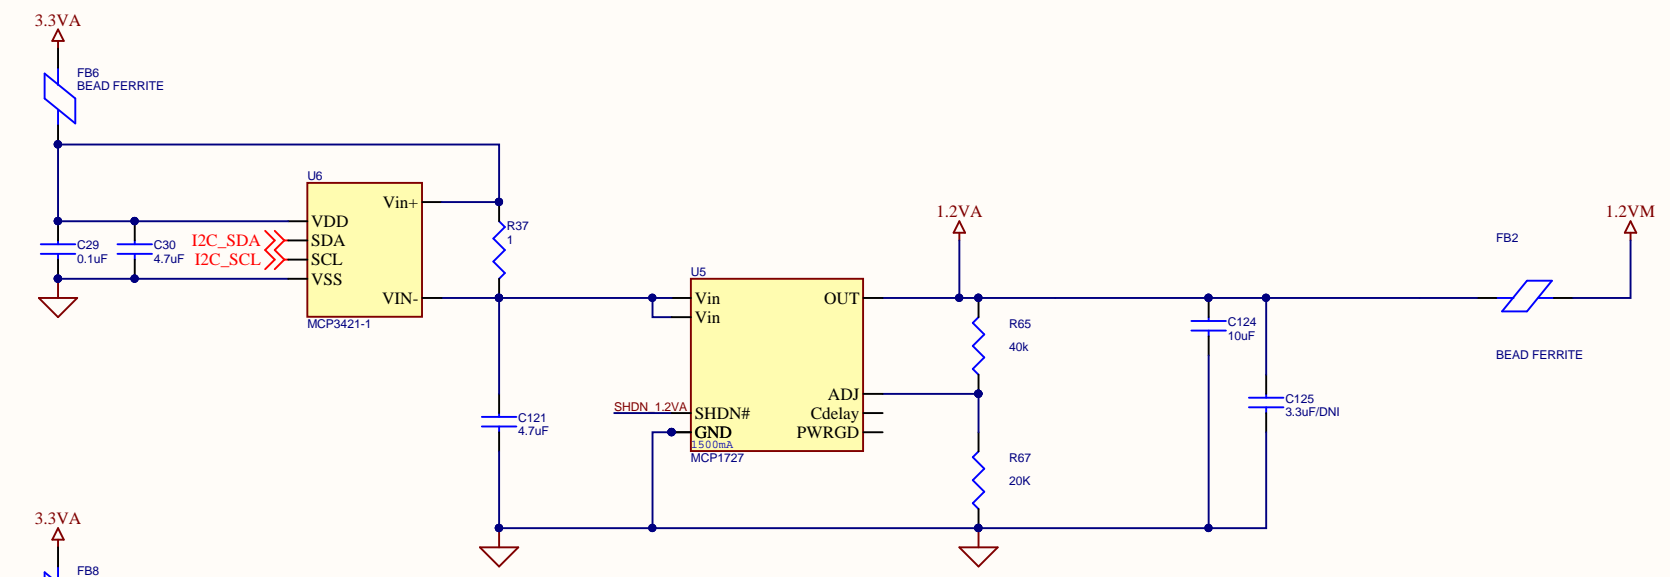 3.3VA
FB6
BEAD FERRITE
U6
Vin+
VDD
SDA
SCL
VSS
VIN-
MCP3421-1
C29
0.1uF
C30
4.7uF
I2C_SDA
I2C_SCL
R37
1
U5
Vin
Vin
OUT
ADJ
SHDN_1.2VA
SHDN#
Cdelay
GND
PWRGD
1500mA
MCP1727
C121
4.7uF
1.2VA
R65
40k
R67
20K
C124
10uF
C125
3.3uF/DNI
FB2
BEAD FERRITE
1.2VM
3.3VA
FB8